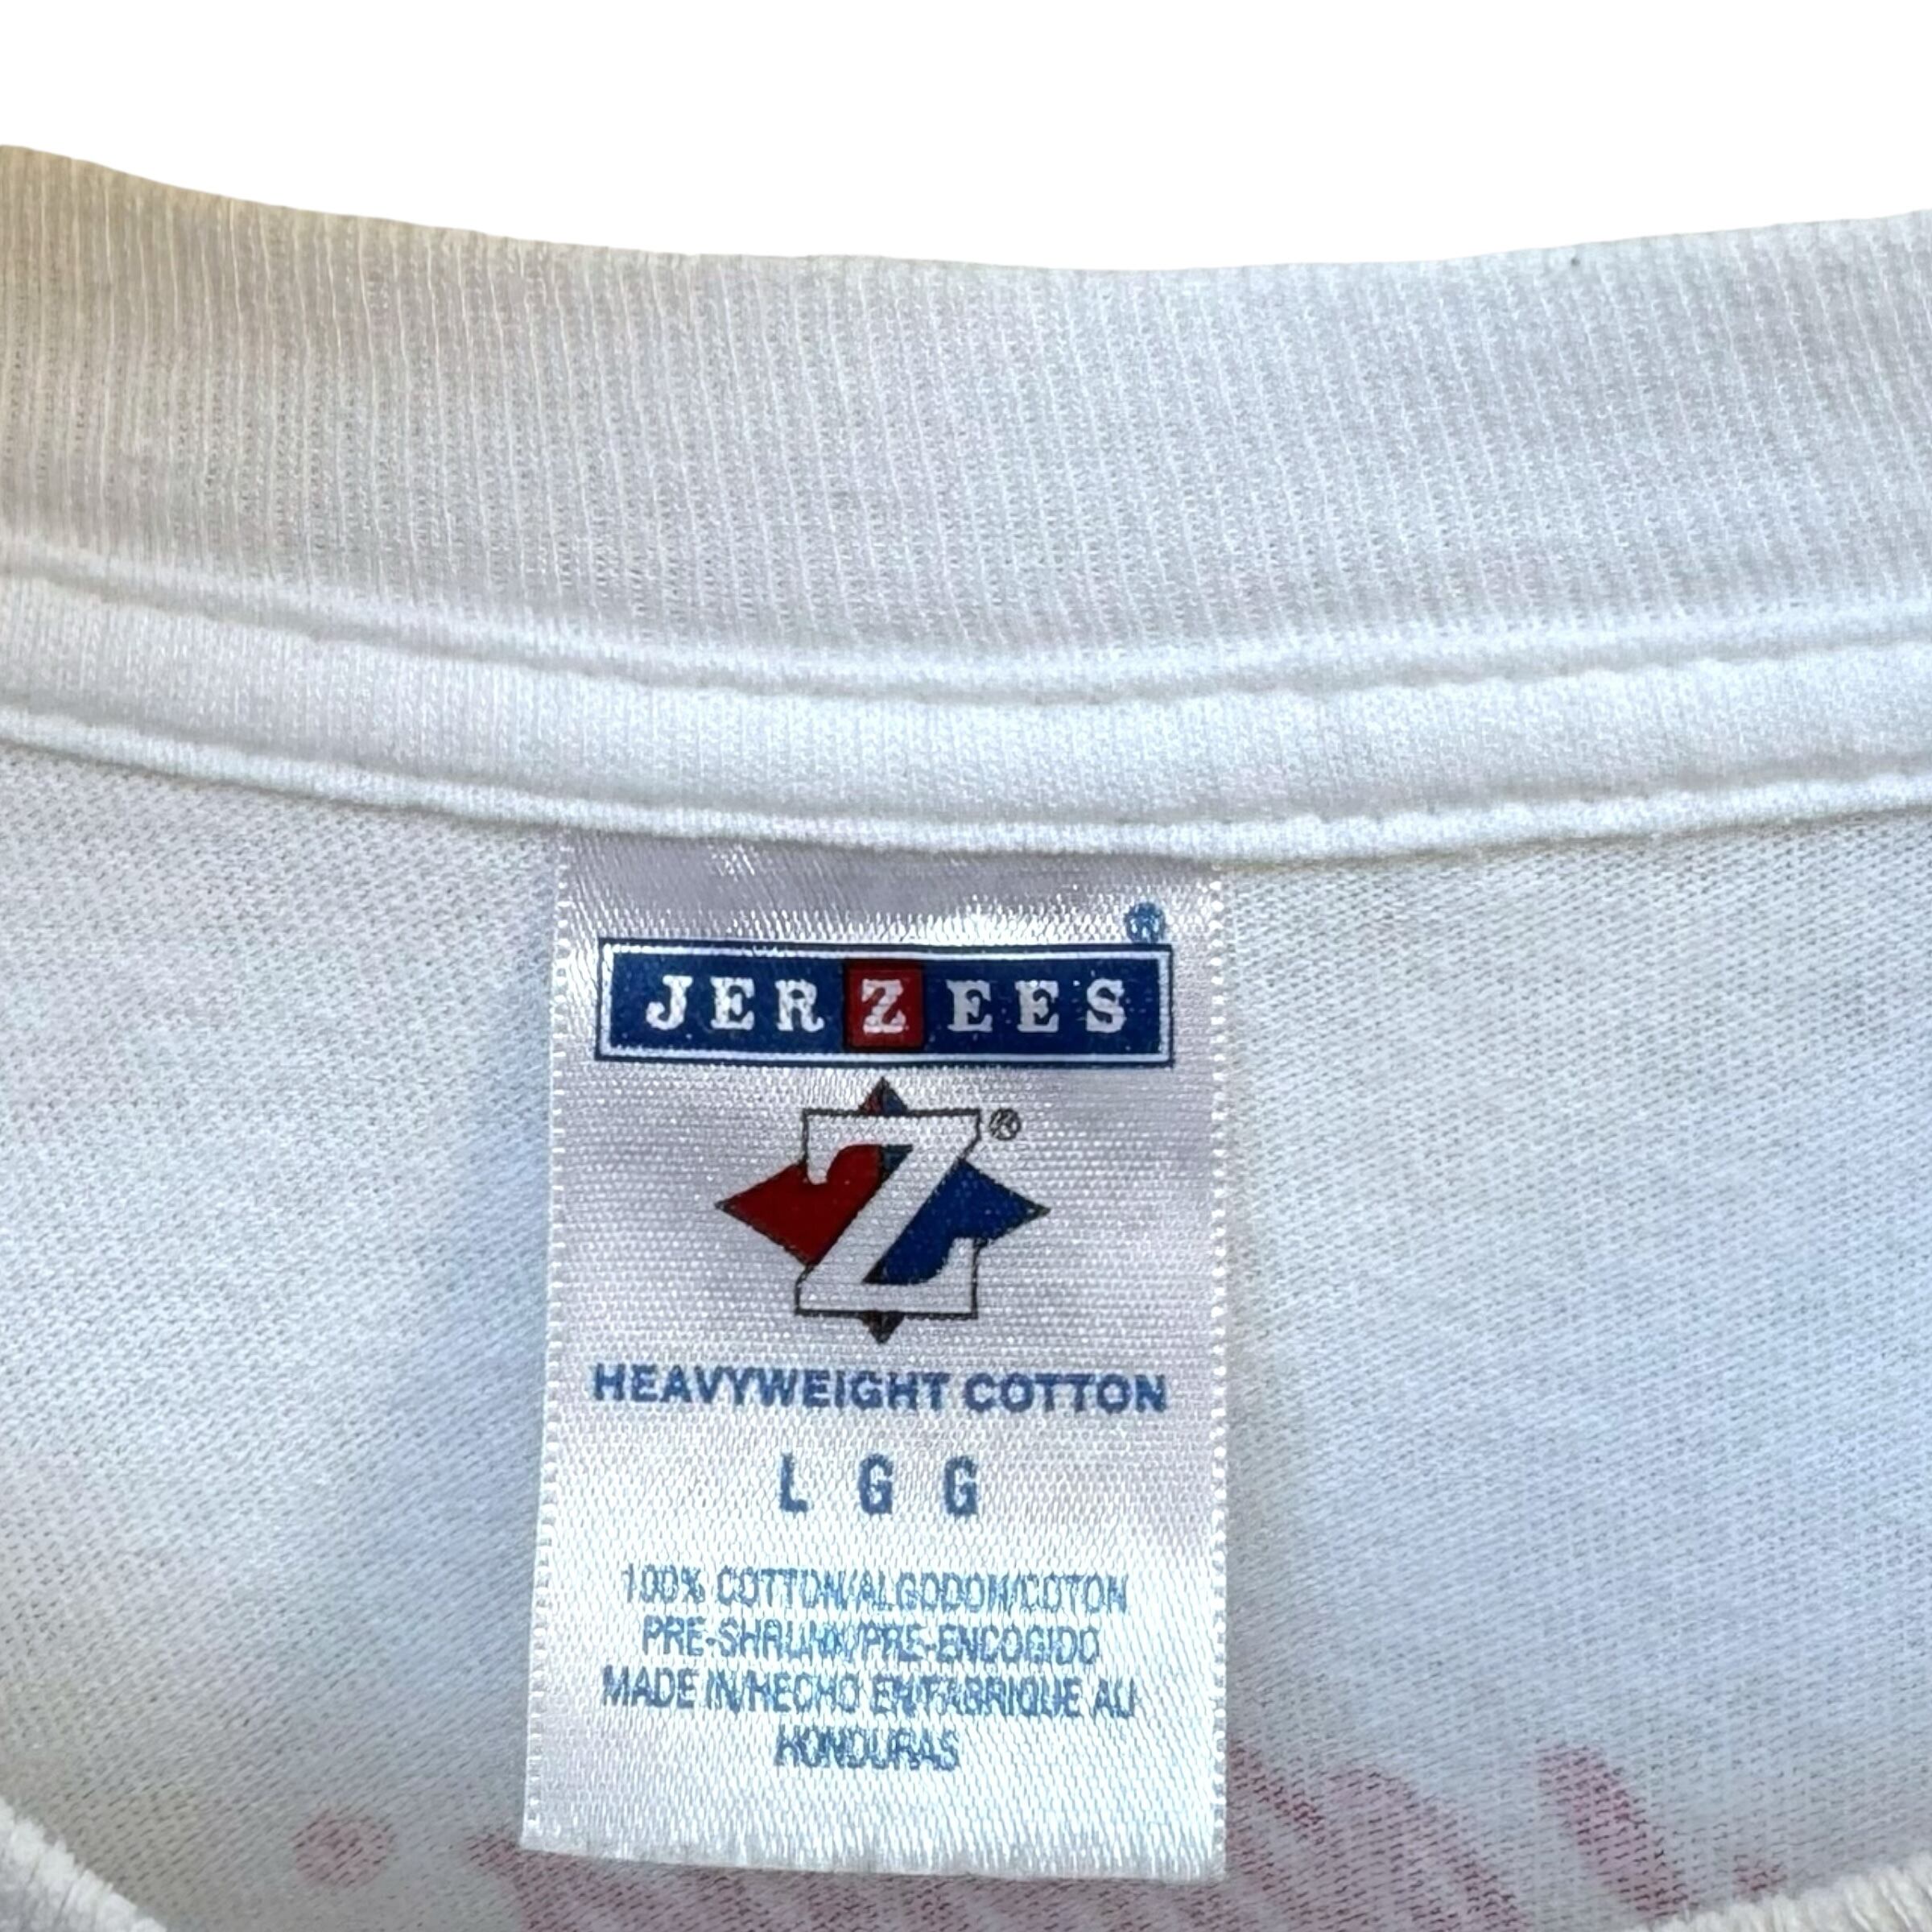 JERZEES®
Z®
HEAVYWEIGHT COTTON
L G G
100% COTTON/ALGODON/COTON
PRE-SHRUNK/PRE-ENCOGIDO
MADE IN/HECHO EN/FABRIQUE AU
HONDURAS